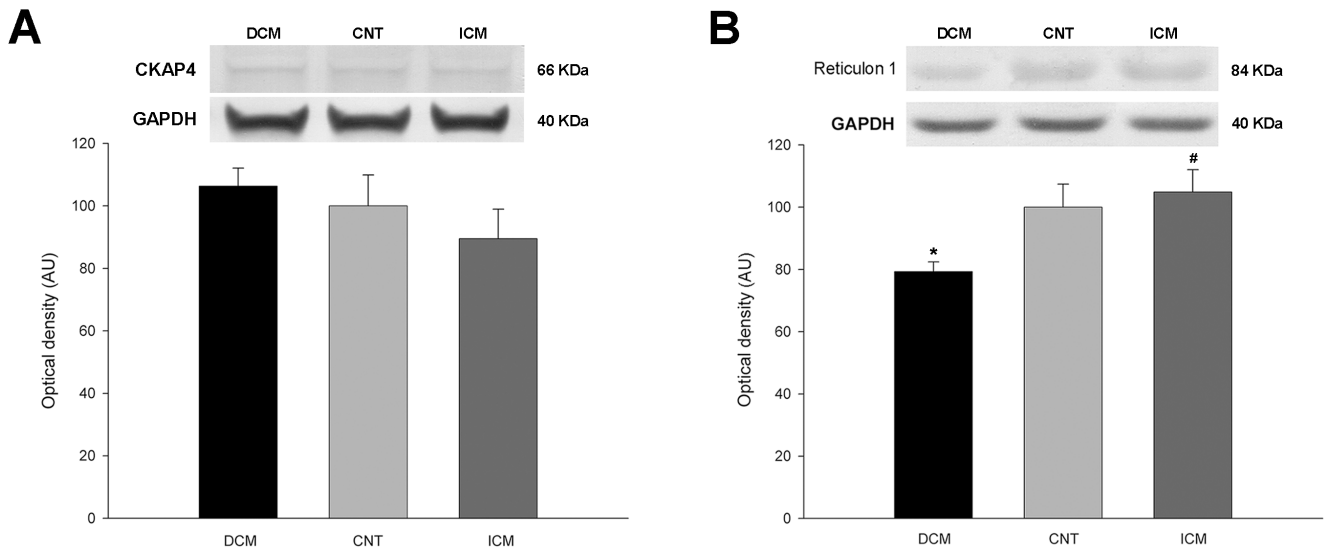 A
DCM CNT ICM
CKAP4 66 KDa
GAPDH 40 KDa
120
100
80
60
40
20
0
Optical density (AU)
DCM CNT ICM
B
DCM CNT ICM
Reticulon 1 84 KDa
GAPDH 40 KDa
120
100
80
60
40
20
0
Optical density (AU)
*
#
DCM CNT ICM